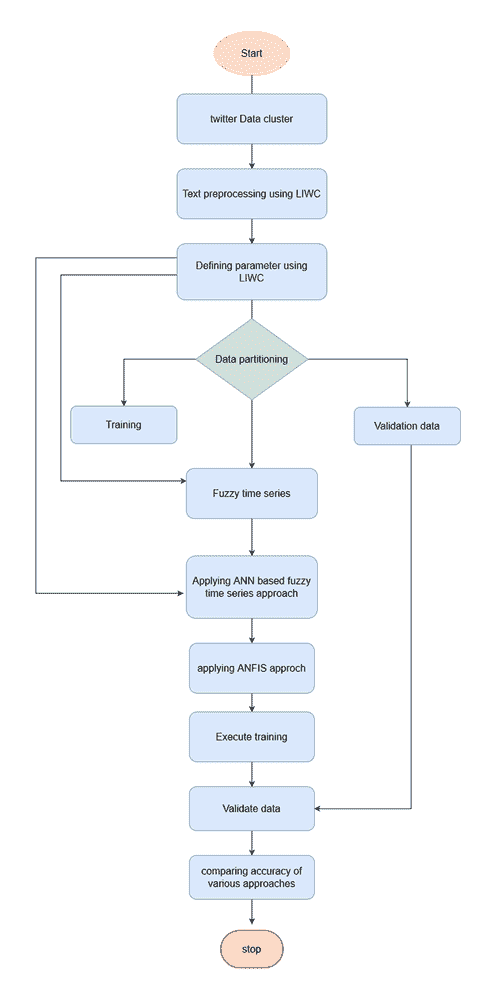 Start
twitter Data cluster
Text preprocessing using LIWC
Defining parameter using
LIWC
Data partitioning
Training
Validation data
Fuzzy time series
Applying ANN based fuzzy
time series approach
applying ANFIS approch
Execute training
Validate data
comparing accuracy of
various approaches
stop